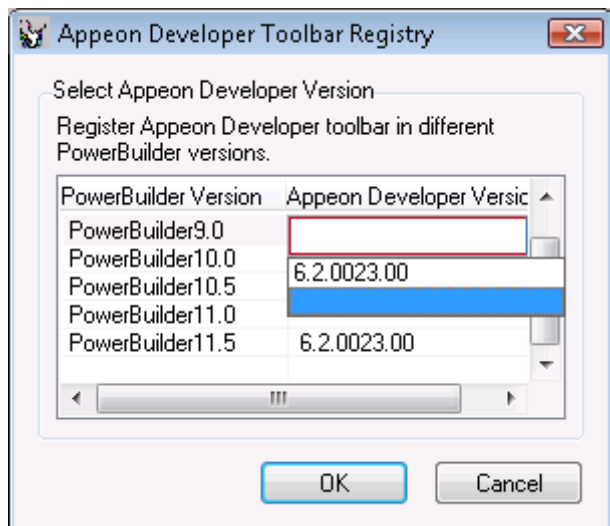 Appeon Developer Toolbar Registry
Select Appeon Developer Version
Register Appeon Developer toolbar in different
PowerBuilder versions.
PowerBuilder Version Appeon Developer Versic
PowerBuilder9.0
PowerBuilder10.0
6.2.0023.00
PowerBuilder10.5
PowerBuilder11.0
PowerBuilder11.5 6.2.0023.00
OK Cancel